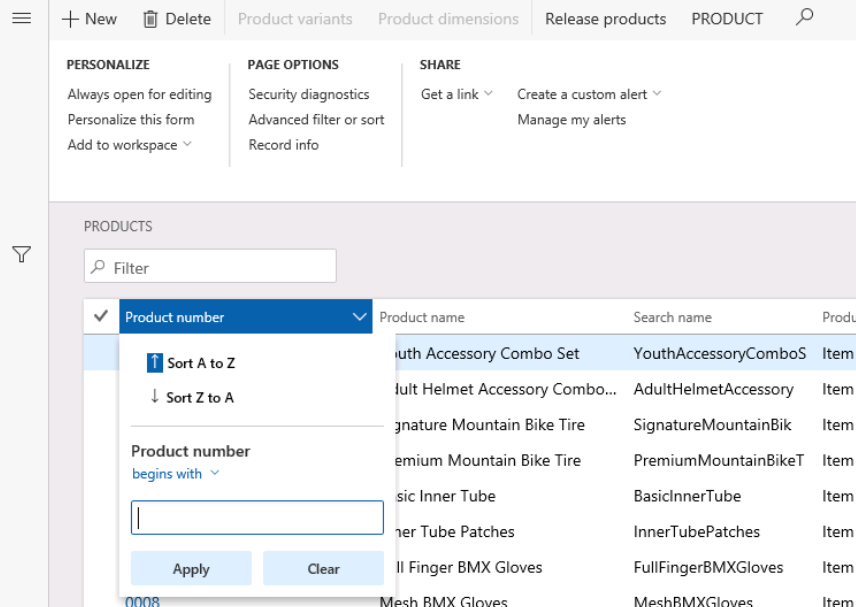 New Delete Product variants Product dimensions Release products PRODUCT
PERSONALIZE PAGE OPTIONS SHARE
Always open for editing Security diagnostics Get a link Create a custom alert
Personalize this form Advanced filter or sort Manage my alerts
Add to workspace Record info
PRODUCTS
Filter
Product number Product name Search name
outh Accessory Combo Set YouthAccessoryComboS Item
Sort A to Z
dult Helmet Accessory Combo... AdultHelmetAccessory Item
Sort Z to A
gnature Mountain Bike Tire SignatureMountainBik Item
Product number
emium Mountain Bike Tire PremiumMountainBikeT Item
begins with
sic Inner Tube BasicInnerTube Item
ner Tube Patches InnerTubePatches Item
Apply Clear
ll Finger BMX Gloves FullFingerBMXGloves Item
0008 Mesh BMX Gloves MeshBMXGloves Item